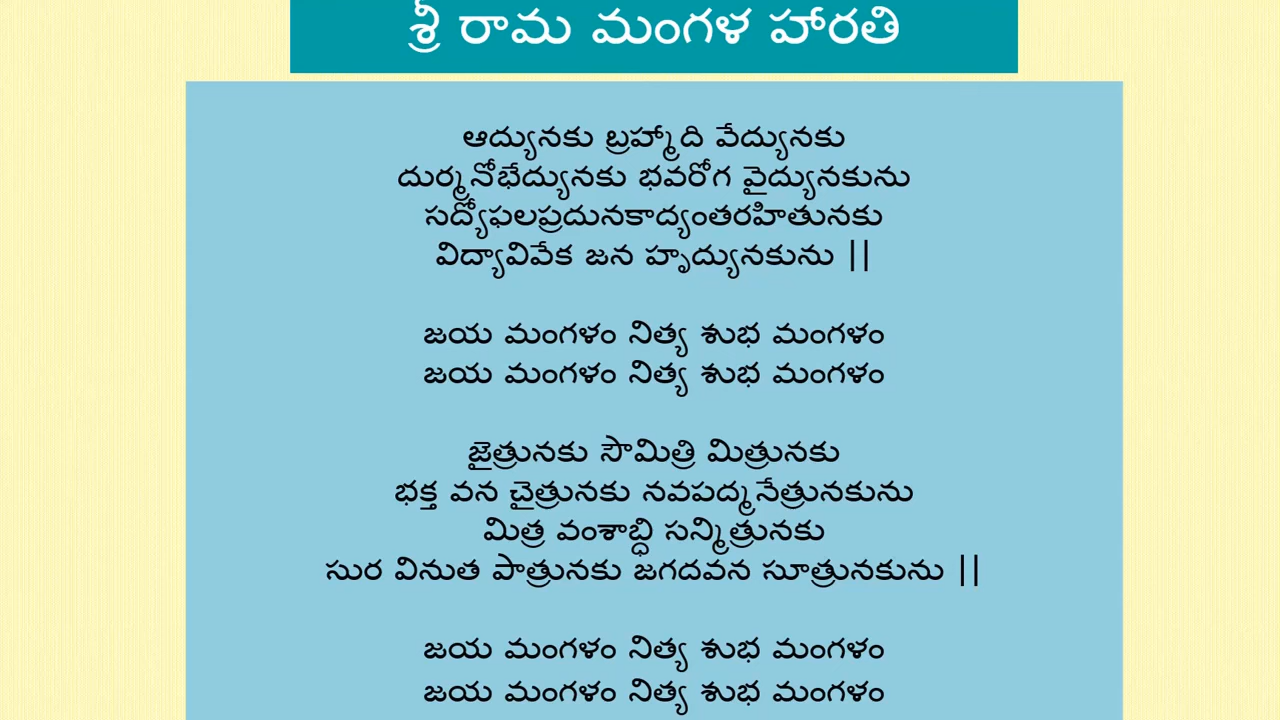 శ్రీ రామ మంగళ హారతి
ఆద్యునకు బ్రహ్మాది వేద్యునకు
దుర్మనోభేద్యునకు భవరోగ వైద్యునకును
సద్యోఫలప్రదునకాద్యంతరహితునకు
విద్యావివేక జన హృద్యునకును ||
జయ మంగళం నిత్య శుభ మంగళం
జయ మంగళం నిత్య శుభ మంగళం
జైత్రునకు సౌమిత్రి మిత్రునకు
భక్త వన చైత్రునకు నవపద్మనేత్రునకును
మిత్ర వంశాబ్ధి సన్మిత్రునకు
సుర వినుత పాత్రునకు జగదవన సూత్రునకును ||
జయ మంగళం నిత్య శుభ మంగళం
జయ మంగళం నిత్య శుభ మంగళం